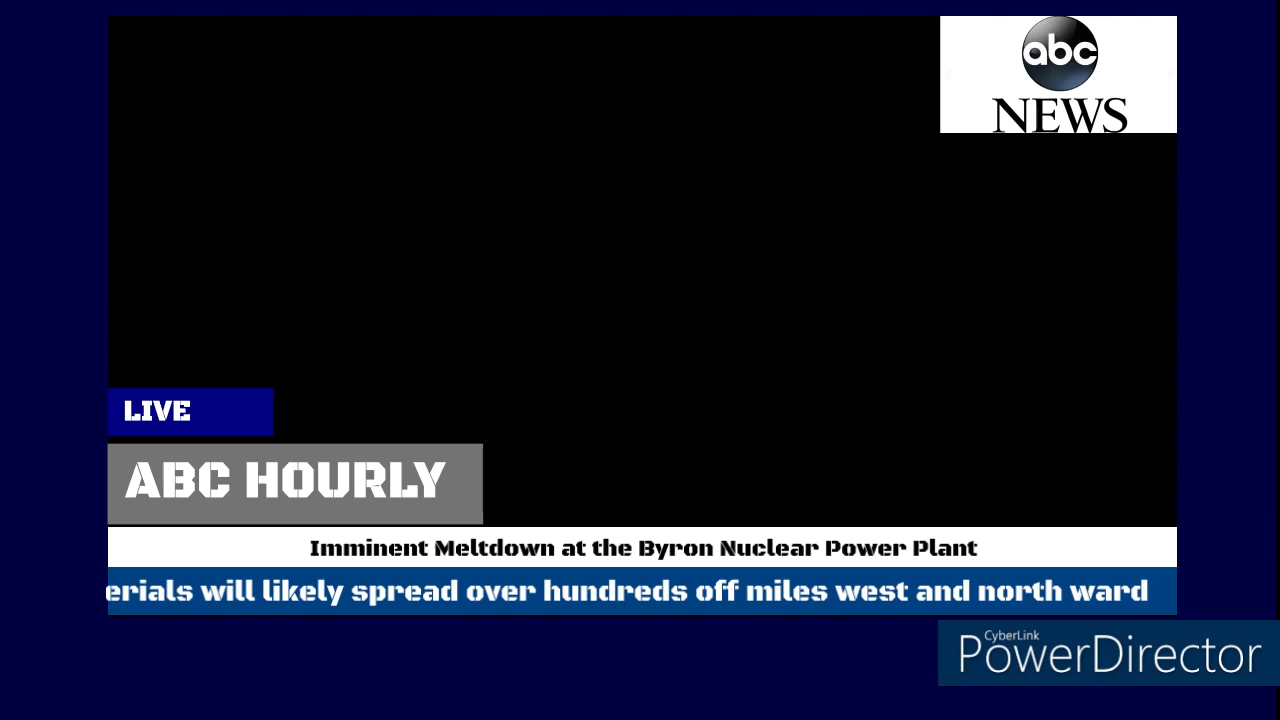 abc
NEWS
LIVE
ABC HOURLY
Imminent Meltdown at the Byron Nuclear Power Plant
erials will likely spread over hundreds off miles west and north ward
CyberLink
PowerDirector